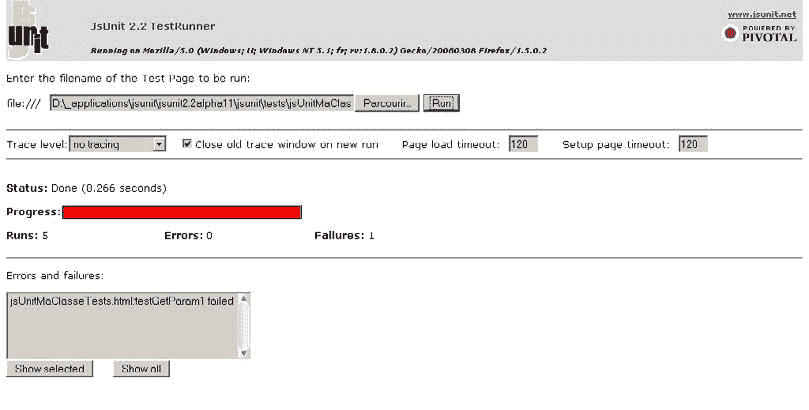 jsUnit
JsUnit 2.2 TestRunner
www.jsunit.net
POWERED BY
PIVOTAL
Running on Mozilla/5.0 (Windows; U; Windows NT 5.1; fr; rv:1.8.0.2) Gecko/20060308 Firefox/1.5.0.2
Enter the filename of the Test Page to be run:
file:/// D:\_applications\jsunit\jsunit2.2alpha11\jsunit\tests\jsUnitMaClas Parcourir... Run
Trace level: no tracing Close old trace window on new run Page load timeout: 120 Setup page timeout: 120
Status: Done (0.266 seconds)
Progress:
Runs: 5 Errors: 0 Failures: 1
Errors and failures:
jsUnitMaClasseTests.html:testGetParam1 failed
Show selected Show all